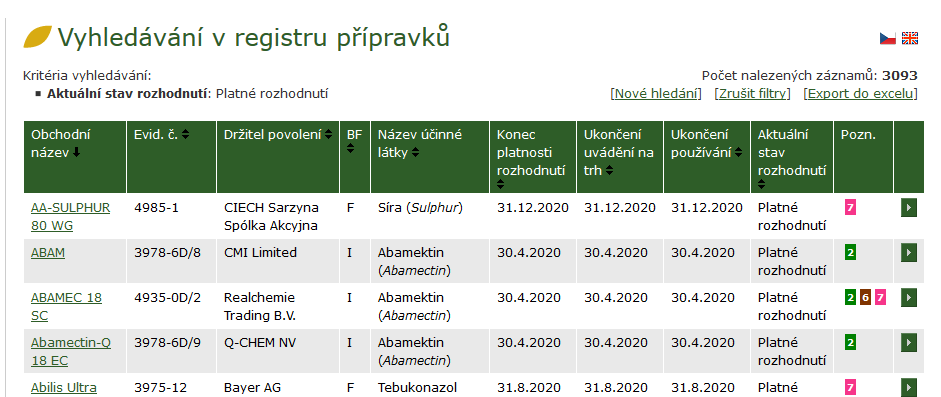 Vyhledávání v registru přípravků
Kritéria vyhledávání:
Počet nalezených záznamů: 3093
Aktuální stav rozhodnutí: Platné rozhodnutí
[Nové hledání] [Zrušit filtry] [Export do excelu]
Obchodní název Evid. č. Držitel povolení BF Název účinné látky Konec platnosti rozhodnutí Ukončení uvádění na trh Ukončení používání Aktuální stav rozhodnutí Pozn.
AA-SULPHUR 80 WG 4985-1 CIECH Sarzyna Spólka Akcyjna F Síra (Sulphur) 31.12.2020 31.12.2020 31.12.2020 Platné rozhodnutí 7
ABAM 3978-6D/8 CMI Limited I Abamektin (Abamectin) 30.4.2020 30.4.2020 30.4.2020 Platné rozhodnutí 2
ABAMEC 18 SC 4935-0D/2 Realchemie Trading B.V. I Abamektin (Abamectin) 30.4.2020 30.4.2020 30.4.2020 Platné rozhodnutí 2 6 7
Abamectin-Q 18 EC 3978-6D/9 Q-CHEM NV I Abamektin (Abamectin) 30.4.2020 30.4.2020 30.4.2020 Platné rozhodnutí 2
Abilis Ultra 3975-12 Bayer AG F Tebukonazol 31.8.2020 31.8.2020 31.8.2020 Platné 7